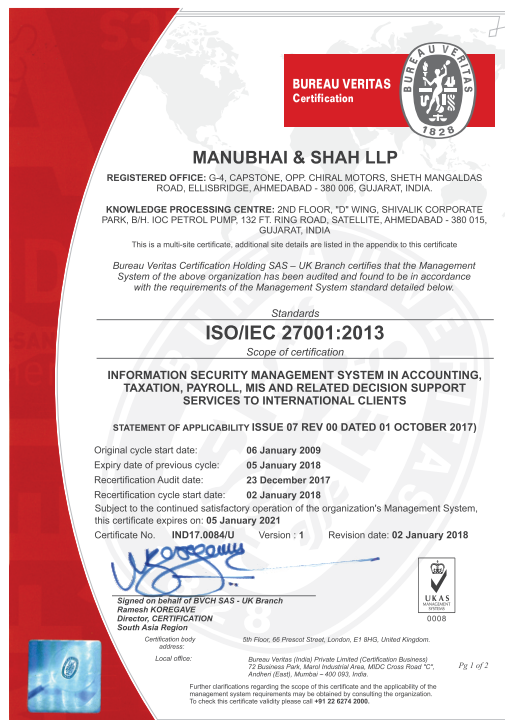 BUREAU VERITAS
Certification
BUREAU VERITAS
1828
MANUBHAI & SHAH LLP
REGISTERED OFFICE: G-4, CAPSTONE, OPP. CHIRAL MOTORS, SHETH MANGALDAS
ROAD, ELLISBRIDGE, AHMEDABAD - 380 006, GUJARAT, INDIA.
KNOWLEDGE PROCESSING CENTRE: 2ND FLOOR, "D" WING, SHIVALIK CORPORATE
PARK, B/H. IOC PETROL PUMP, 132 FT. RING ROAD, SATELLITE, AHMEDABAD - 380 015,
GUJARAT, INDIA
This is a multi-site certificate, additional site details are listed in the appendix to this certificate
Bureau Veritas Certification Holding SAS – UK Branch certifies that the Management
System of the above organization has been audited and found to be in accordance
with the requirements of the Management System standard detailed below.
Standards
ISO/IEC 27001:2013
Scope of certification
INFORMATION SECURITY MANAGEMENT SYSTEM IN ACCOUNTING,
TAXATION, PAYROLL, MIS AND RELATED DECISION SUPPORT
SERVICES TO INTERNATIONAL CLIENTS
STATEMENT OF APPLICABILITY ISSUE 07 REV 00 DATED 01 OCTOBER 2017)
Original cycle start date: 06 January 2009
Expiry date of previous cycle: 05 January 2018
Recertification Audit date: 23 December 2017
Recertification cycle start date: 02 January 2018
Subject to the continued satisfactory operation of the organization's Management System,
this certificate expires on: 05 January 2021
Certificate No. IND17.0084/U Version : 1 Revision date: 02 January 2018
Signed on behalf of BVCH SAS - UK Branch
Ramesh KOREGAVE
Director, CERTIFICATION
South Asia Region
UKAS
MANAGEMENT
SYSTEMS
0008
Certification body
address: 5th Floor, 66 Prescot Street, London, E1 8HG, United Kingdom.
Local office: Bureau Veritas (India) Private Limited (Certification Business)
72 Business Park, Marol Industrial Area, MIDC Cross Road "C",
Andheri (East), Mumbai – 400 093, India.
Pg 1 of 2
Further clarifications regarding the scope of this certificate and the applicability of the
management system requirements may be obtained by consulting the organization.
To check this certificate validity please call +91 22 6274 2000.